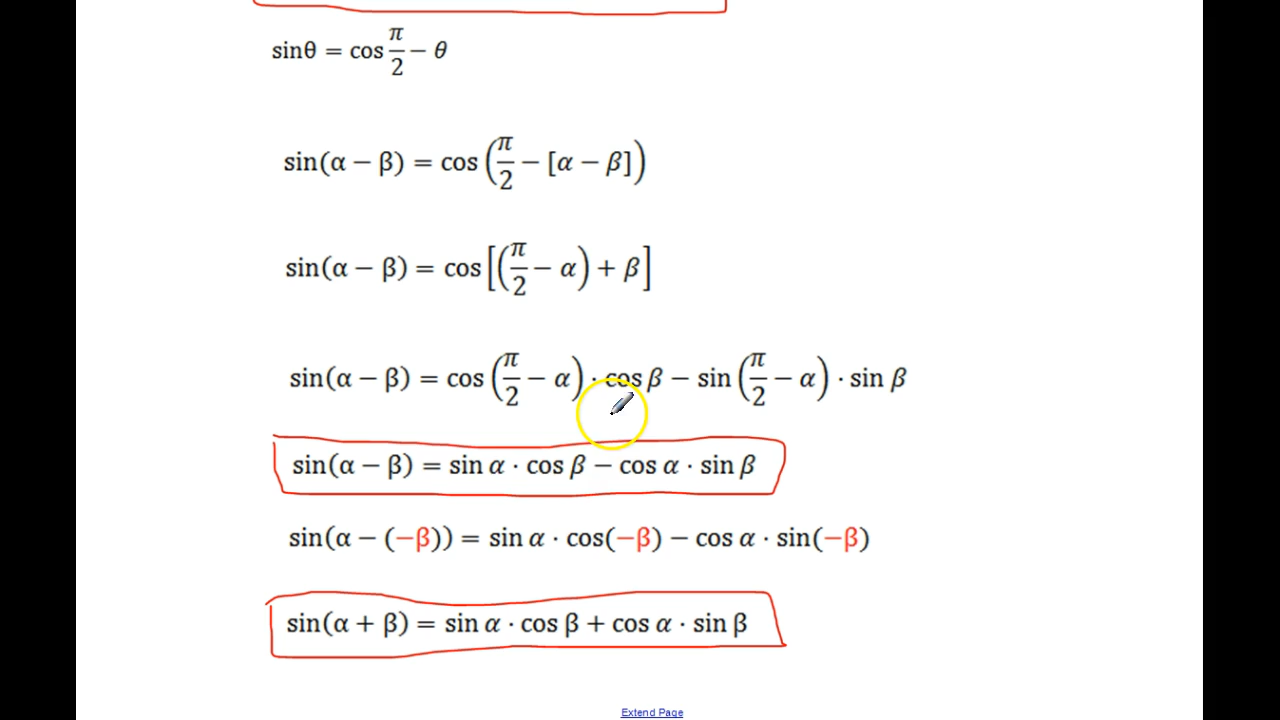 sinθ = cos π/2 − θ
sin(α − β) = cos (π/2 − [α − β])
sin(α − β) = cos [(π/2 − α) + β]
sin(α − β) = cos (π/2 − α) · cos β − sin (π/2 − α) · sin β
sin(α − β) = sin α · cos β − cos α · sin β
sin(α − (−β)) = sin α · cos(−β) − cos α · sin(−β)
sin(α + β) = sin α · cos β + cos α · sin β
Extend Page